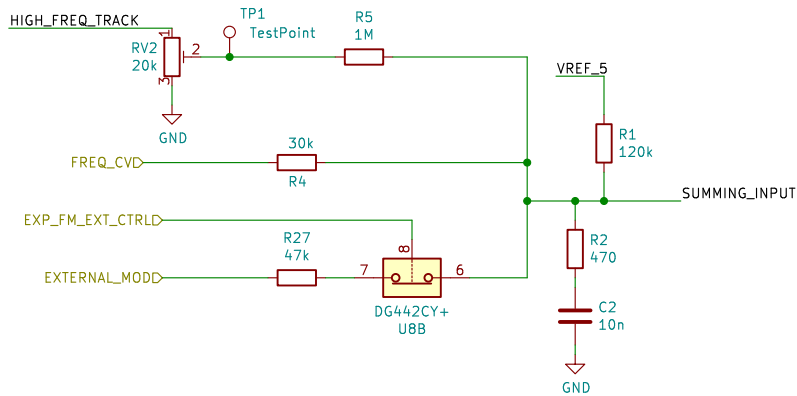 HIGH_FREQ_TRACK
TP1
TestPoint
R5
1M
1
RV2
20k
2
3
GND
VREF_5
R1
120k
30k
FREQ_CV
R4
SUMMING_INPUT
EXP_FM_EXT_CTRL
8
R27
47k
EXTERNAL_MOD
7
6
DG442CY+
U8B
R2
470
C2
10n
GND